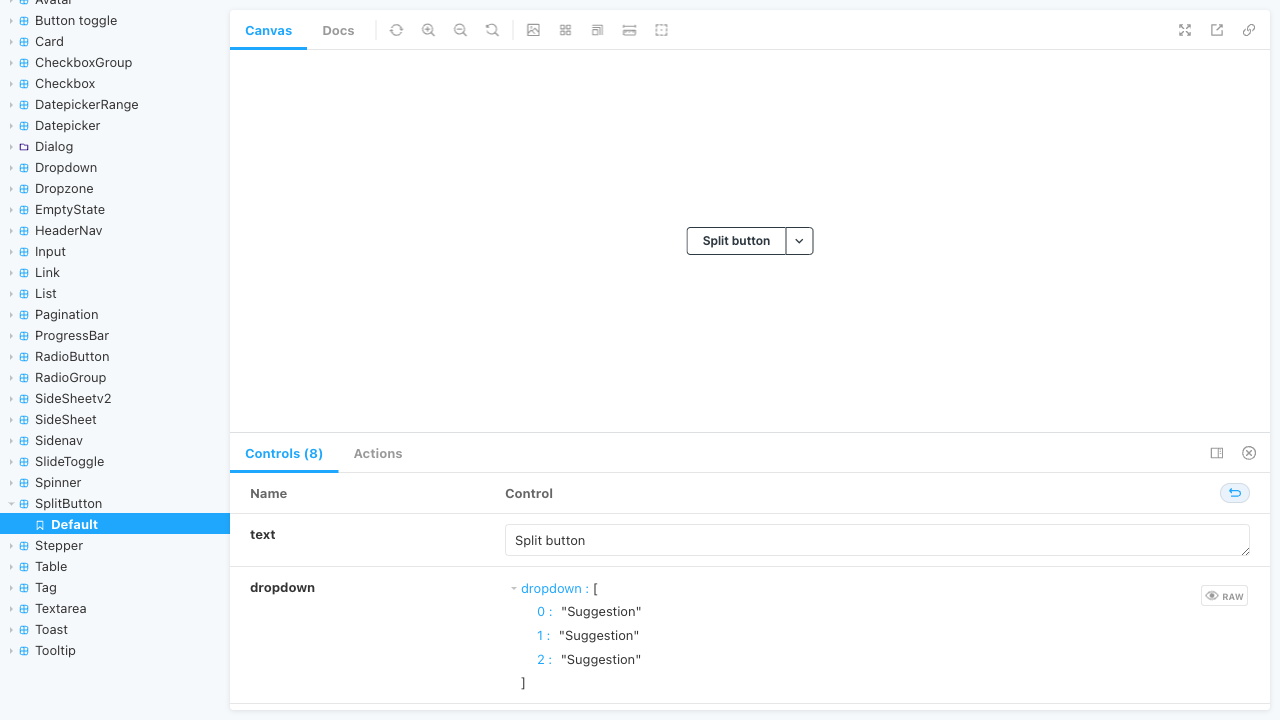 Avatar
Button toggle
Card
CheckboxGroup
Checkbox
DatepickerRange
Datepicker
Dialog
Dropdown
Dropzone
EmptyState
HeaderNav
Input
Link
List
Pagination
ProgressBar
RadioButton
RadioGroup
SideSheetv2
SideSheet
Sidenav
SlideToggle
Spinner
SplitButton
Default
Stepper
Table
Tag
Textarea
Toast
Tooltip
Canvas Docs
Split button
Controls (8) Actions
Name Control
text Split button
dropdown dropdown : [
RAW
0 : "Suggestion"
1 : "Suggestion"
2 : "Suggestion"
]